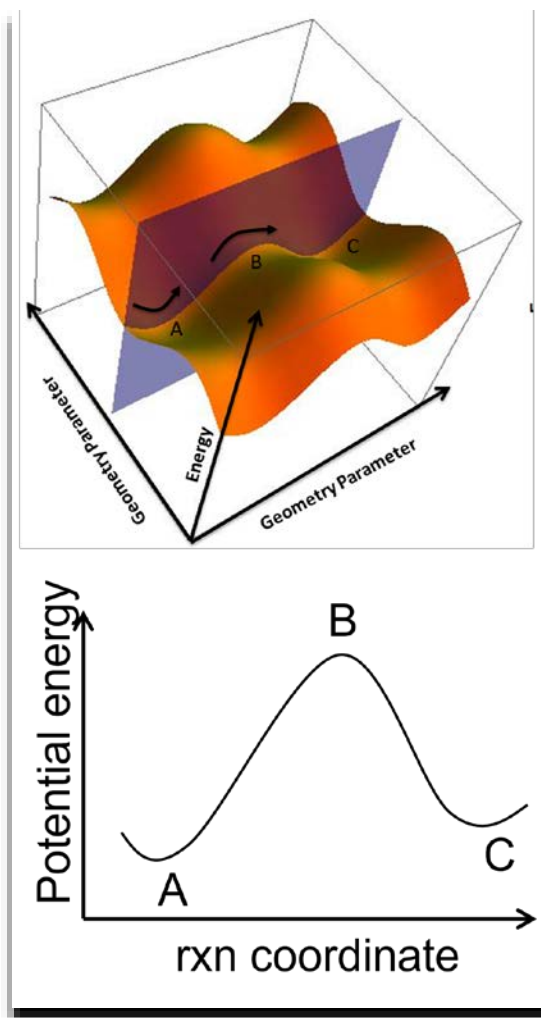 C
B
A
Geometry Parameter
Energy
Geometry Parameter
B
Potential energy
A
C
rxn coordinate